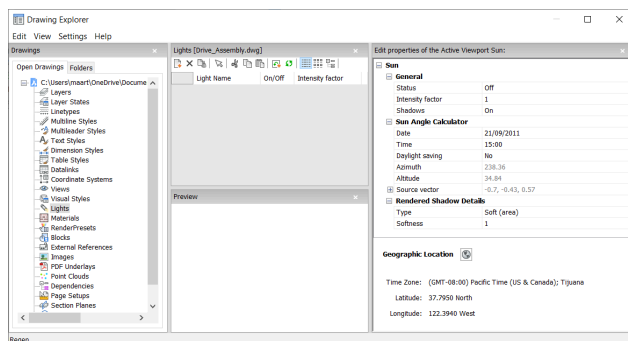 Drawing Explorer
Edit View Settings Help
Drawings
Open Drawings Folders
C:\Users\maart\OneDrive\Docume
Layers
Layer States
Linetypes
Multiline Styles
Multileader Styles
Text Styles
Dimension Styles
Table Styles
Datalinks
Coordinate Systems
Views
Visual Styles
Lights
Materials
RenderPresets
Blocks
External References
Images
PDF Underlays
Point Clouds
Dependencies
Page Setups
Section Planes
Lights [Drive_Assembly.dwg]
Light Name On/Off Intensity factor
Preview
Edit properties of the Active Viewport Sun:
Sun
General
Status Off
Intensity factor 1
Shadows On
Sun Angle Calculator
Date 21/09/2011
Time 15:00
Daylight saving No
Azimuth 238.36
Altitude 34.84
Source vector -0.7, -0.43, 0.57
Rendered Shadow Details
Type Soft (area)
Softness 1
Geographic Location
Time Zone: (GMT-08:00) Pacific Time (US & Canada); Tijuana
Latitude: 37.7950 North
Longitude: 122.3940 West
Regen